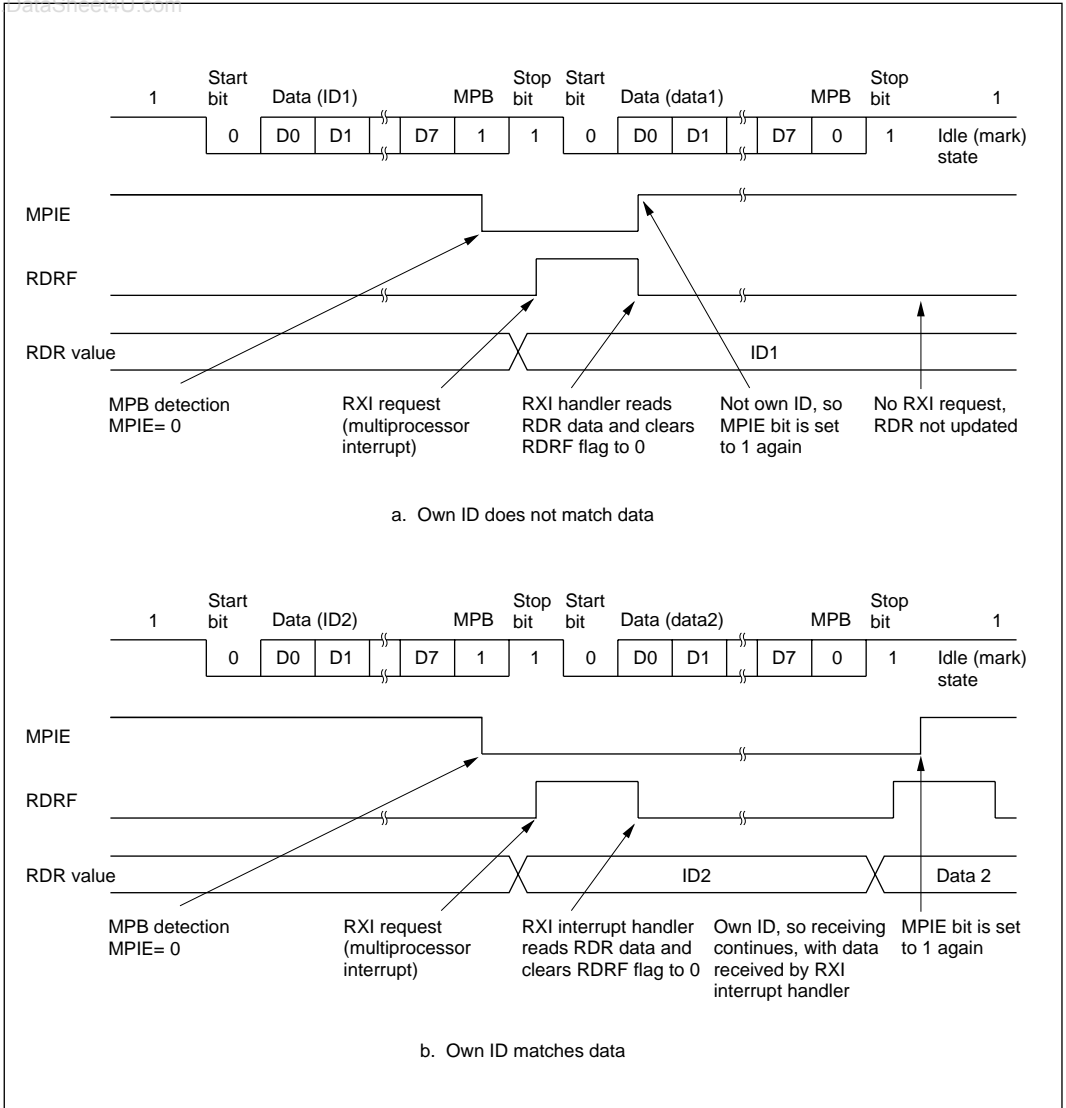 DataSheet4U.com
Start Stop Start Stop
1 bit Data (ID1) MPB bit bit Data (data1) MPB bit 1
0 D0 D1 D7 1 1 0 D0 D1 D7 0 1 Idle (mark)
state
MPIE
RDRF
RDR value ID1
MPB detection RXI request RXI handler reads Not own ID, so No RXI request,
MPIE= 0 (multiprocessor RDR data and clears MPIE bit is set RDR not updated
interrupt) RDRF flag to 0 to 1 again
a. Own ID does not match data
Start Stop Start Stop
1 bit Data (ID2) MPB bit bit Data (data2) MPB bit 1
0 D0 D1 D7 1 1 0 D0 D1 D7 0 1 Idle (mark)
state
MPIE
RDRF
RDR value ID2 Data 2
MPB detection RXI request RXI interrupt handler Own ID, so receiving MPIE bit is set
MPIE= 0 (multiprocessor reads RDR data and continues, with data to 1 again
interrupt) clears RDRF flag to 0 received by RXI
interrupt handler
b. Own ID matches data